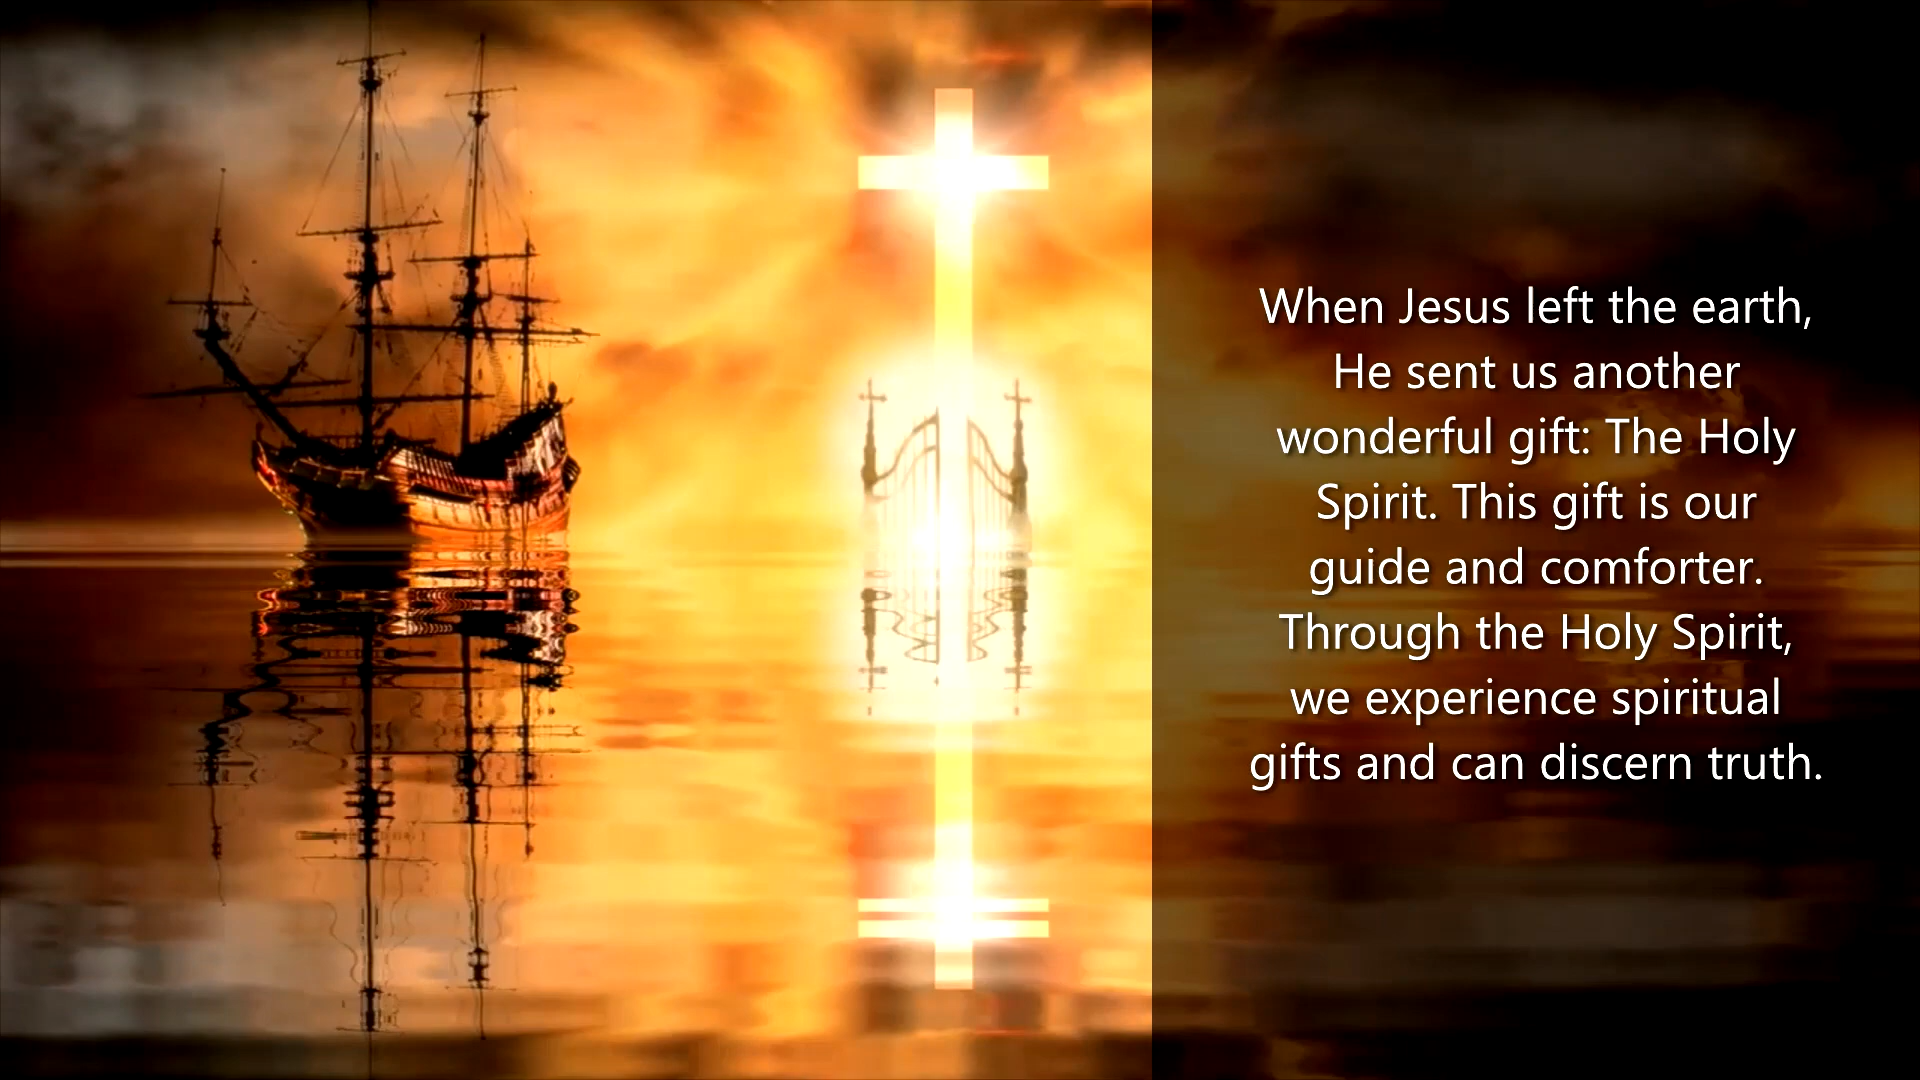 When Jesus left the earth,
He sent us another
wonderful gift: The Holy
Spirit. This gift is our
guide and comforter.
Through the Holy Spirit,
we experience spiritual
gifts and can discern truth.